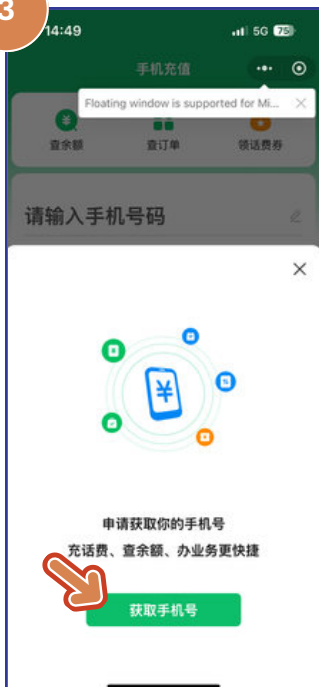 3
14:49
5G 75
手机充值
Floating window is supported for Mi...
查余额 查订单 领话费券
请输入手机号码
申请获取你的手机号
充话费、查余额、办业务更快捷
获取手机号